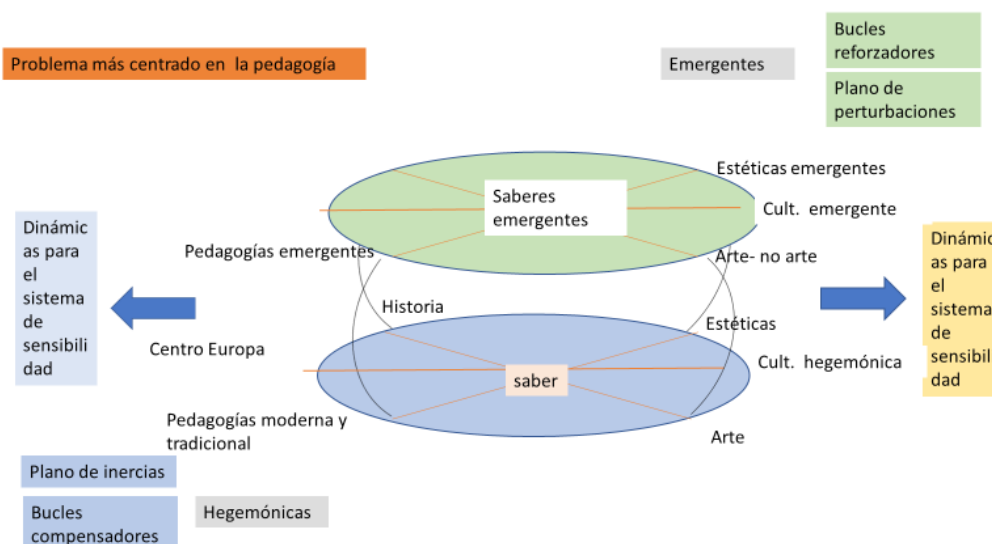 Bucles
reforzadores
Problema más centrado en la pedagogía
Emergentes
Plano de
perturbaciones
Estéticas emergentes
Saberes
emergentes
Cult. emergente
Dinámic
as para
el
sistema
de
sensibili
dad
Pedagogías emergentes
Arte- no arte
Dinámic
as para
el
sistema
de
sensibili
dad
Historia
Estéticas
Centro Europa
Cult. hegemónica
saber
Pedagogías moderna y
tradicional
Arte
Plano de inercias
Bucles
compensadores
Hegemónicas